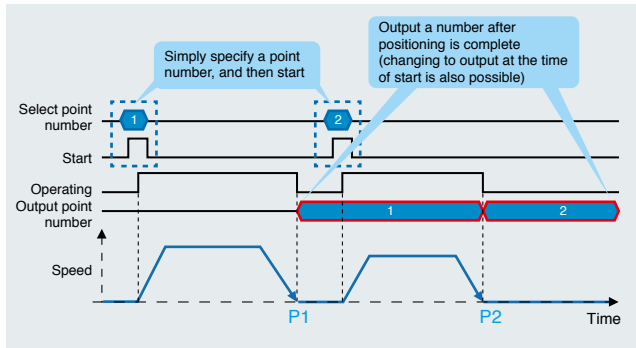 Output a number after
positioning is complete
(changing to output at the time
of start is also possible)
Simply specify a point
number, and then start
Select point
number
1
2
Start
Operating
Output point
number
1
2
Speed
P1
P2
Time